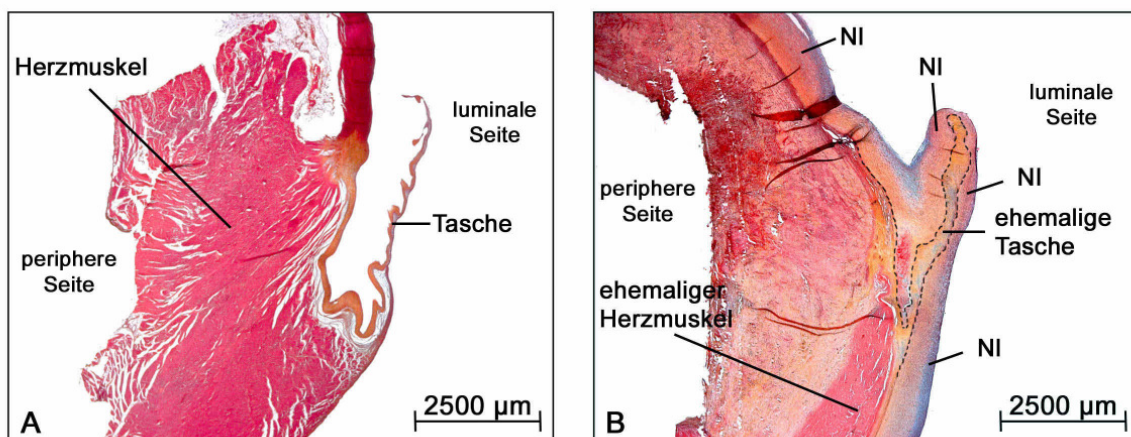 Herzmuskel
luminale
Seite
Tasche
periphere
Seite
2500 µm
A
NI
NI
luminale
Seite
periphere
Seite
NI
ehemalige
Tasche
ehemaliger
Herzmuskel
NI
2500 µm
B